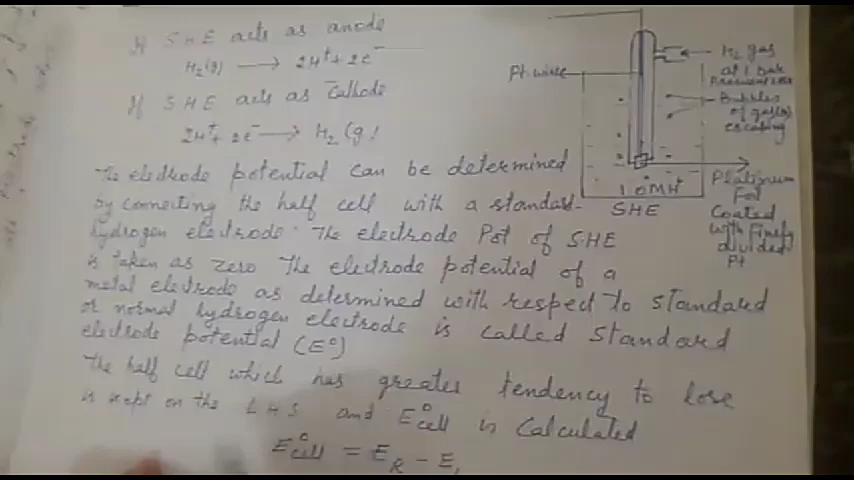 If SHE acts as anode
H₂(g) ⟶ 2H⁺ + 2e⁻
If SHE acts as Cathode
2H⁺ + 2e⁻ ⟶ H₂(g)
The electrode potential can be determined
by connecting the half cell with a standard
hydrogen electrode. The electrode Pot of SHE
is taken as zero The electrode potential of a
metal electrode as determined with respect to standard
or normal hydrogen electrode is called standard
electrode potential (E°)
The half cell which has greater tendency to lose
is kept on the LHS and E°cell is Calculated
E°cell = E_R − E
Pt wire
H₂ gas
at 1 bar
Bubbles
of gas
escaping
1.0M H⁺
SHE
Platinum
Foil
Coated
with Finely
divided
Pt